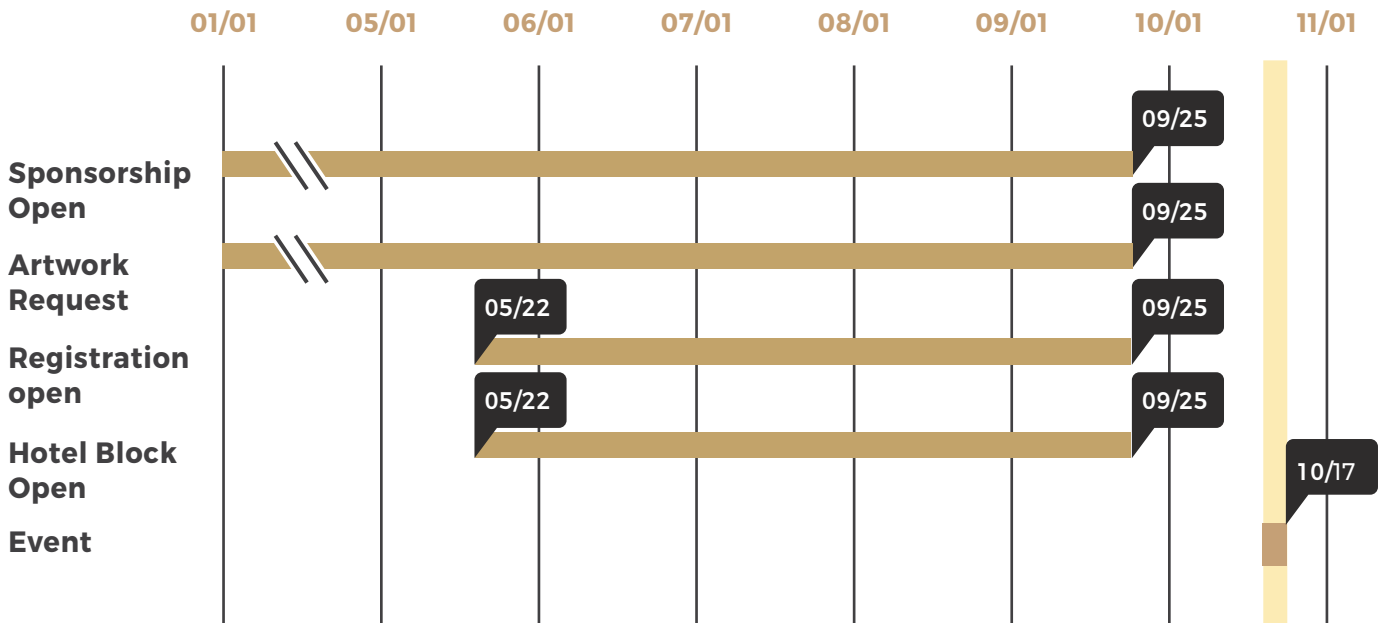 01/01 05/01 06/01 07/01 08/01 09/01 10/01 11/01
09/25
Sponsorship
Open
09/25
Artwork
Request
05/22 09/25
Registration
open
05/22 09/25
Hotel Block
Open
10/17
Event